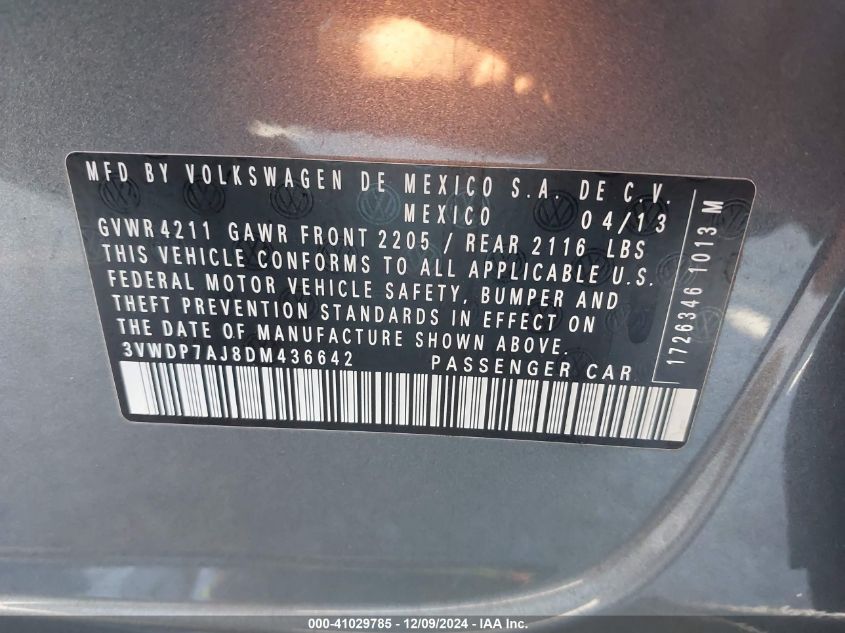 MFD BY VOLKSWAGEN DE MEXICO S.A. DE C.V.
MEXICO 04/13
GVWR 4211 GAWR FRONT 2205 / REAR 2116 LBS
THIS VEHICLE CONFORMS TO ALL APPLICABLE U.S.
FEDERAL MOTOR VEHICLE SAFETY, BUMPER AND
THEFT PREVENTION STANDARDS IN EFFECT ON
THE DATE OF MANUFACTURE SHOWN ABOVE.
3VWDP7AJ8DM436642 PASSENGER CAR
1726346 1013 M
000-41029785 - 12/09/2024 - IAA Inc.